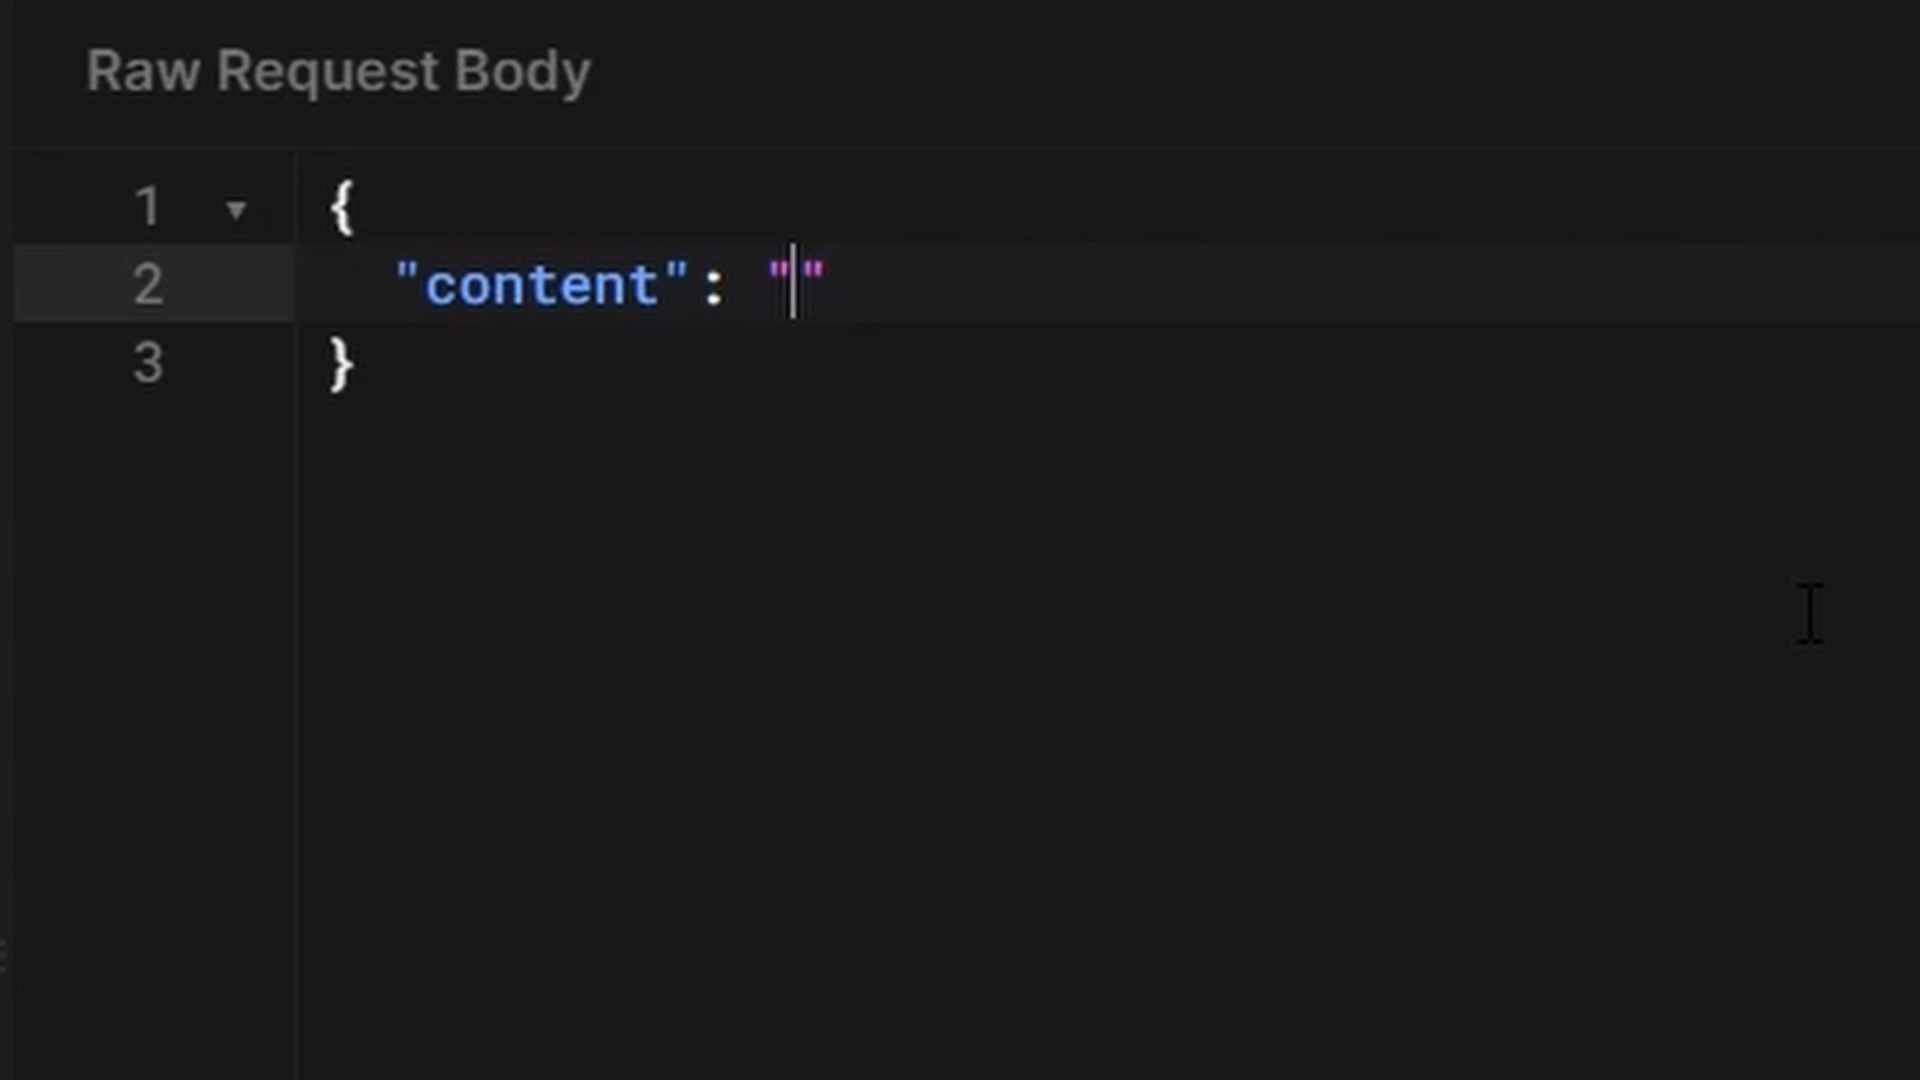 Raw Request Body
1 {
2 "content": ""
3 }